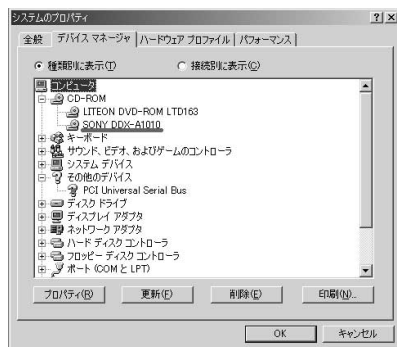 システムのプロパティ
全般 デバイス マネージャ ハードウェア プロファイル パフォーマンス
種類別に表示(T) 接続別に表示(C)
コンピュータ
CD-ROM
LITEON DVD-ROM LTD163
SONY DDX-A1010
キーボード
サウンド、ビデオ、およびゲームのコントローラ
システム デバイス
その他のデバイス
PCI Universal Serial Bus
ディスク ドライブ
ディスプレイ アダプタ
ネットワーク アダプタ
ハード ディスク コントローラ
フロッピー ディスク コントローラ
ポート (COM と LPT)
プロパティ(R) 更新(F) 削除(E) 印刷(N)...
OK キャンセル